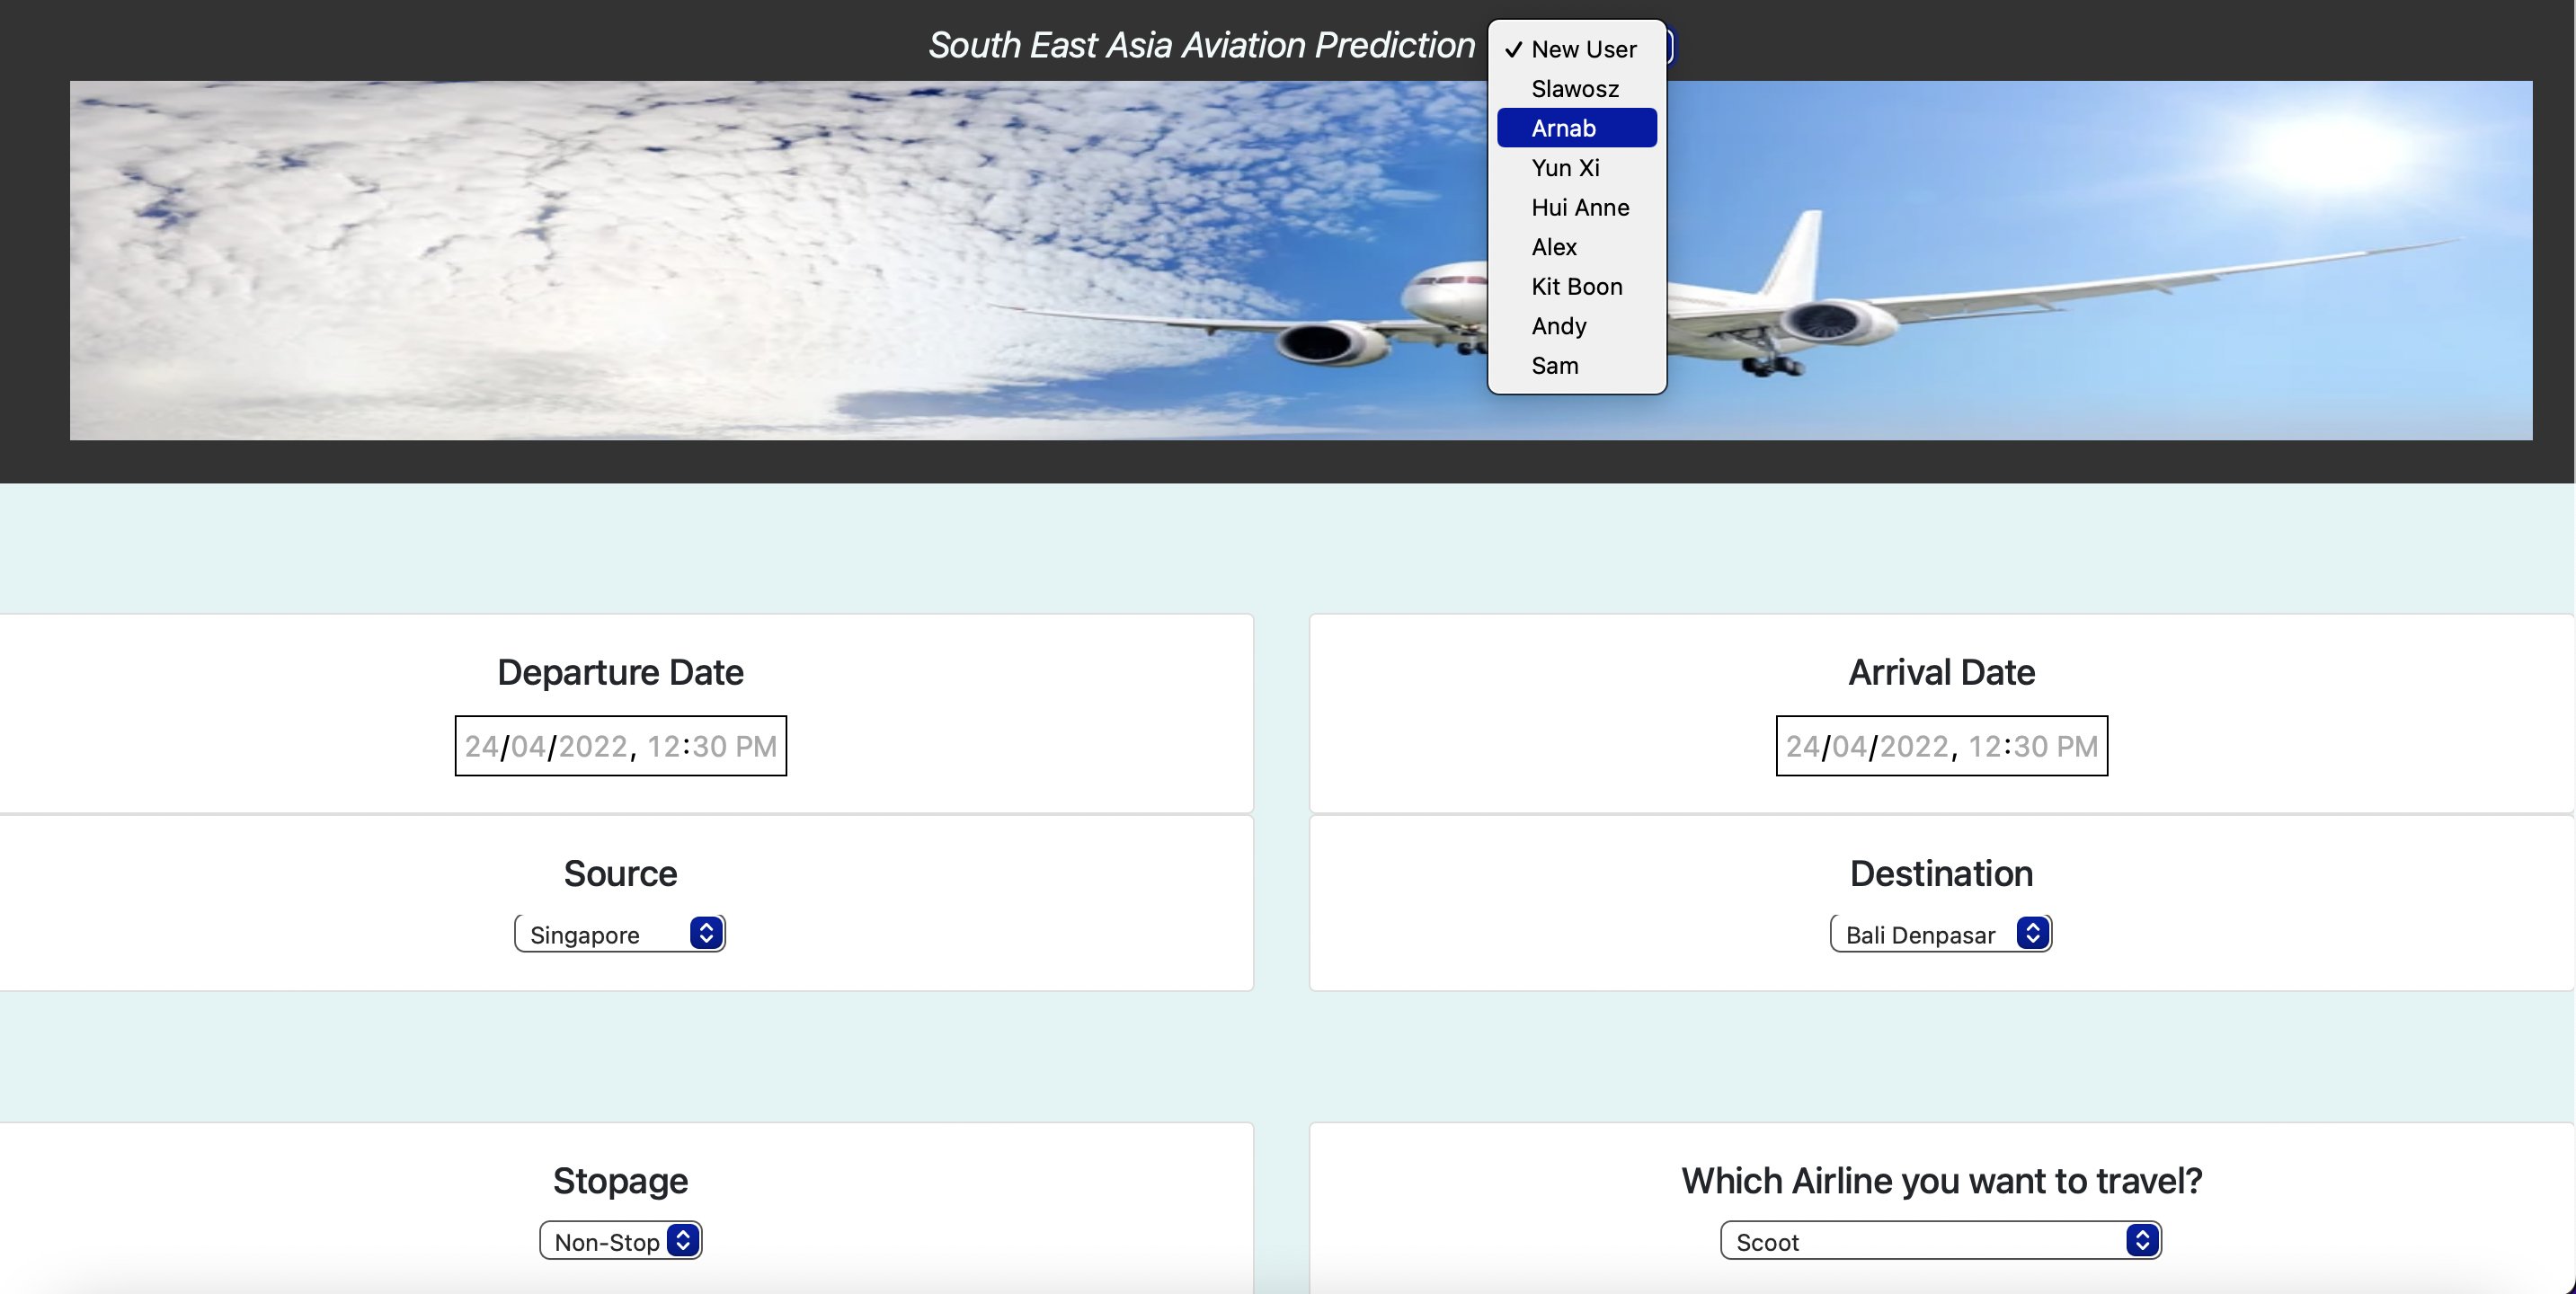 South East Asia Aviation Prediction
✓ New User
Slawosz
Arnab
Yun Xi
Hui Anne
Alex
Kit Boon
Andy
Sam
Departure Date
24/04/2022, 12:30 PM
Arrival Date
24/04/2022, 12:30 PM
Source
Singapore
Destination
Bali Denpasar
Stopage
Non-Stop
Which Airline you want to travel?
Scoot